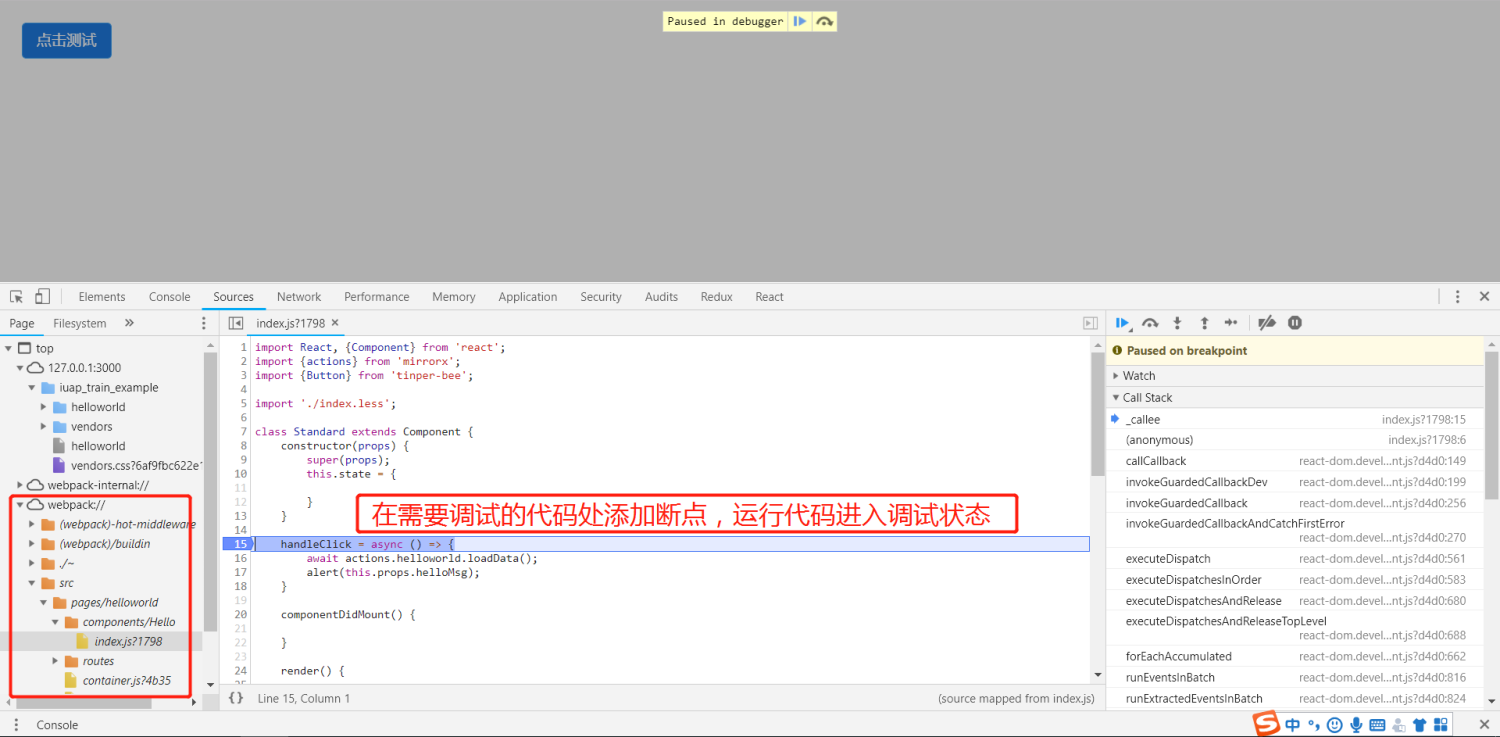 Paused in debugger
点击测试
Elements Console Sources Network Performance Memory Application Security Audits Redux React
Page Filesystem »
index.js?1798 ×
top
127.0.0.1:3000
iuap_train_example
helloworld
vendors
helloworld
vendors.css?6af9fbc622e1
webpack-internal://
webpack://
(webpack)-hot-middleware
(webpack)/buildin
./~
src
pages/helloworld
components/Hello
index.js?1798
routes
container.js?4b35
1 import React, {Component} from 'react';
2 import {actions} from 'mirrorx';
3 import {Button} from 'tinper-bee';
4
5 import './index.less';
6
7 class Standard extends Component {
8 constructor(props) {
9 super(props);
10 this.state = {
11
12 }
13 }
14
15 handleClick = async () => {
16 await actions.helloworld.loadData();
17 alert(this.props.helloMsg);
18 }
19
20 componentDidMount() {
21
22 }
23
24 render() {
在需要调试的代码处添加断点，运行代码进入调试状态
{} Line 15, Column 1
(source mapped from index.js)
Paused on breakpoint
Watch
Call Stack
_callee index.js?1798:15
(anonymous) index.js?1798:6
callCallback react-dom.devel…nt.js?d4d0:149
invokeGuardedCallbackDev react-dom.devel…nt.js?d4d0:199
invokeGuardedCallback react-dom.devel…nt.js?d4d0:256
invokeGuardedCallbackAndCatchFirstError
react-dom.devel…nt.js?d4d0:270
executeDispatch react-dom.devel…nt.js?d4d0:561
executeDispatchesInOrder react-dom.devel…nt.js?d4d0:583
executeDispatchesAndRelease react-dom.devel…nt.js?d4d0:680
executeDispatchesAndReleaseTopLevel
react-dom.devel…nt.js?d4d0:688
forEachAccumulated react-dom.devel…nt.js?d4d0:662
runEventsInBatch react-dom.devel…nt.js?d4d0:816
runExtractedEventsInBatch react-dom.devel…nt.js?d4d0:824
Console
S 中